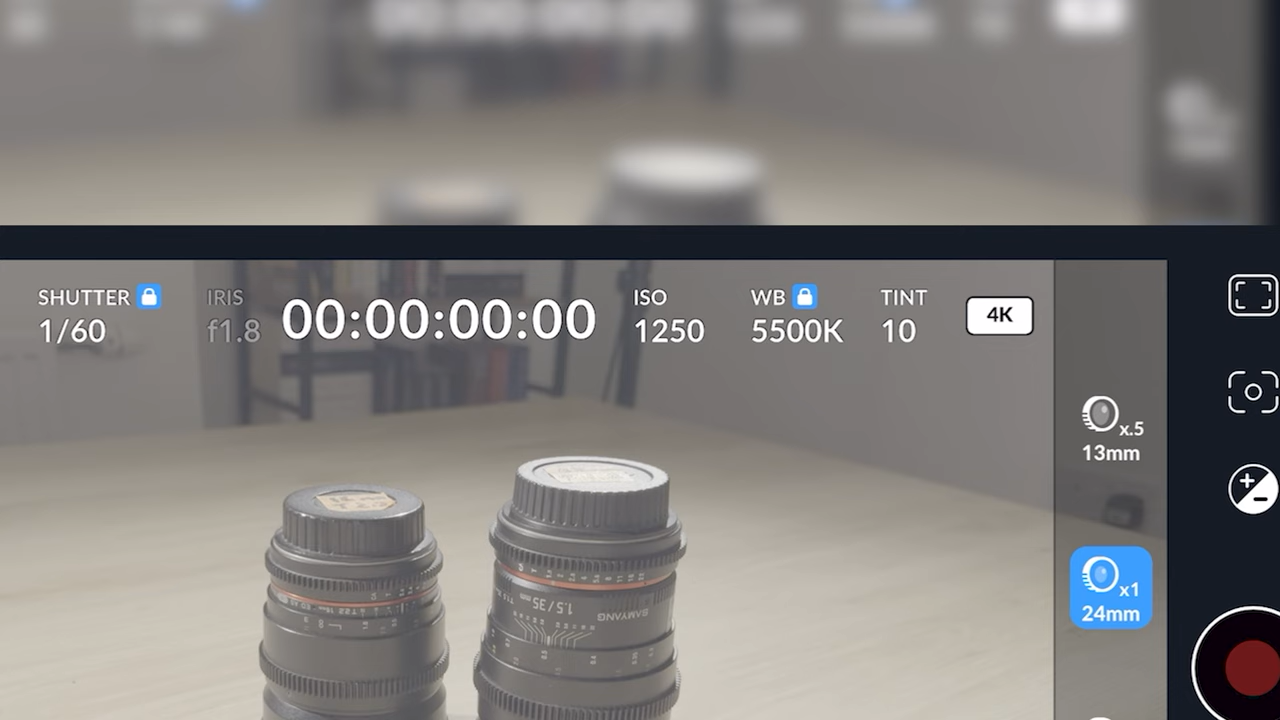 SHUTTER
1/60
IRIS
f1.8
00:00:00:00
ISO
1250
WB
5500K
TINT
10
4K
x.5
13mm
x1
24mm
1.5/35mm
SAMYANG